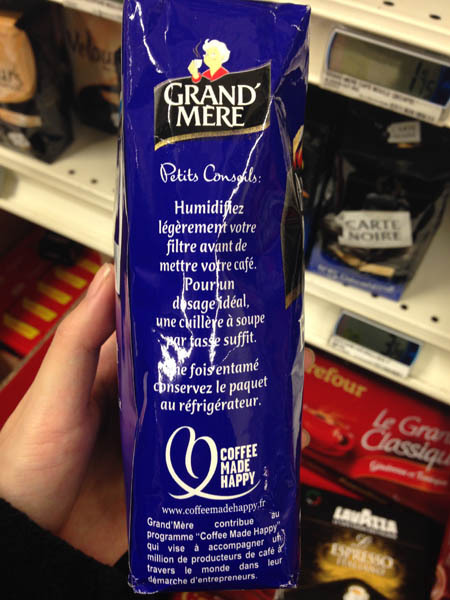 GRAND'
MÈRE
Petits Conseils:
Humidifiez
légèrement votre
filtre avant de
mettre votre café.
Pour un
dosage idéal,
une cuillère à soupe
par tasse suffit.
Une fois entamé
conservez le paquet
au réfrigérateur.
COFFEE
MADE
HAPPY
www.coffeemadehappy.fr
Grand'Mère contribue au
programme "Coffee Made Happy"
qui vise à accompagner un
million de producteurs de café à
travers le monde dans leur
démarche d'entrepreneurs.
Velours
CARTE
NOIRE
Carrefour
Le Gran
Classique
LAVAZZA
ESPRESSO